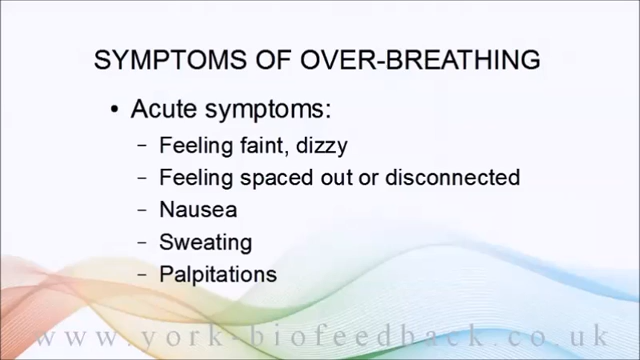 SYMPTOMS OF OVER-BREATHING
• Acute symptoms:
– Feeling faint, dizzy
– Feeling spaced out or disconnected
– Nausea
– Sweating
– Palpitations
www.york-biofeedback.co.uk